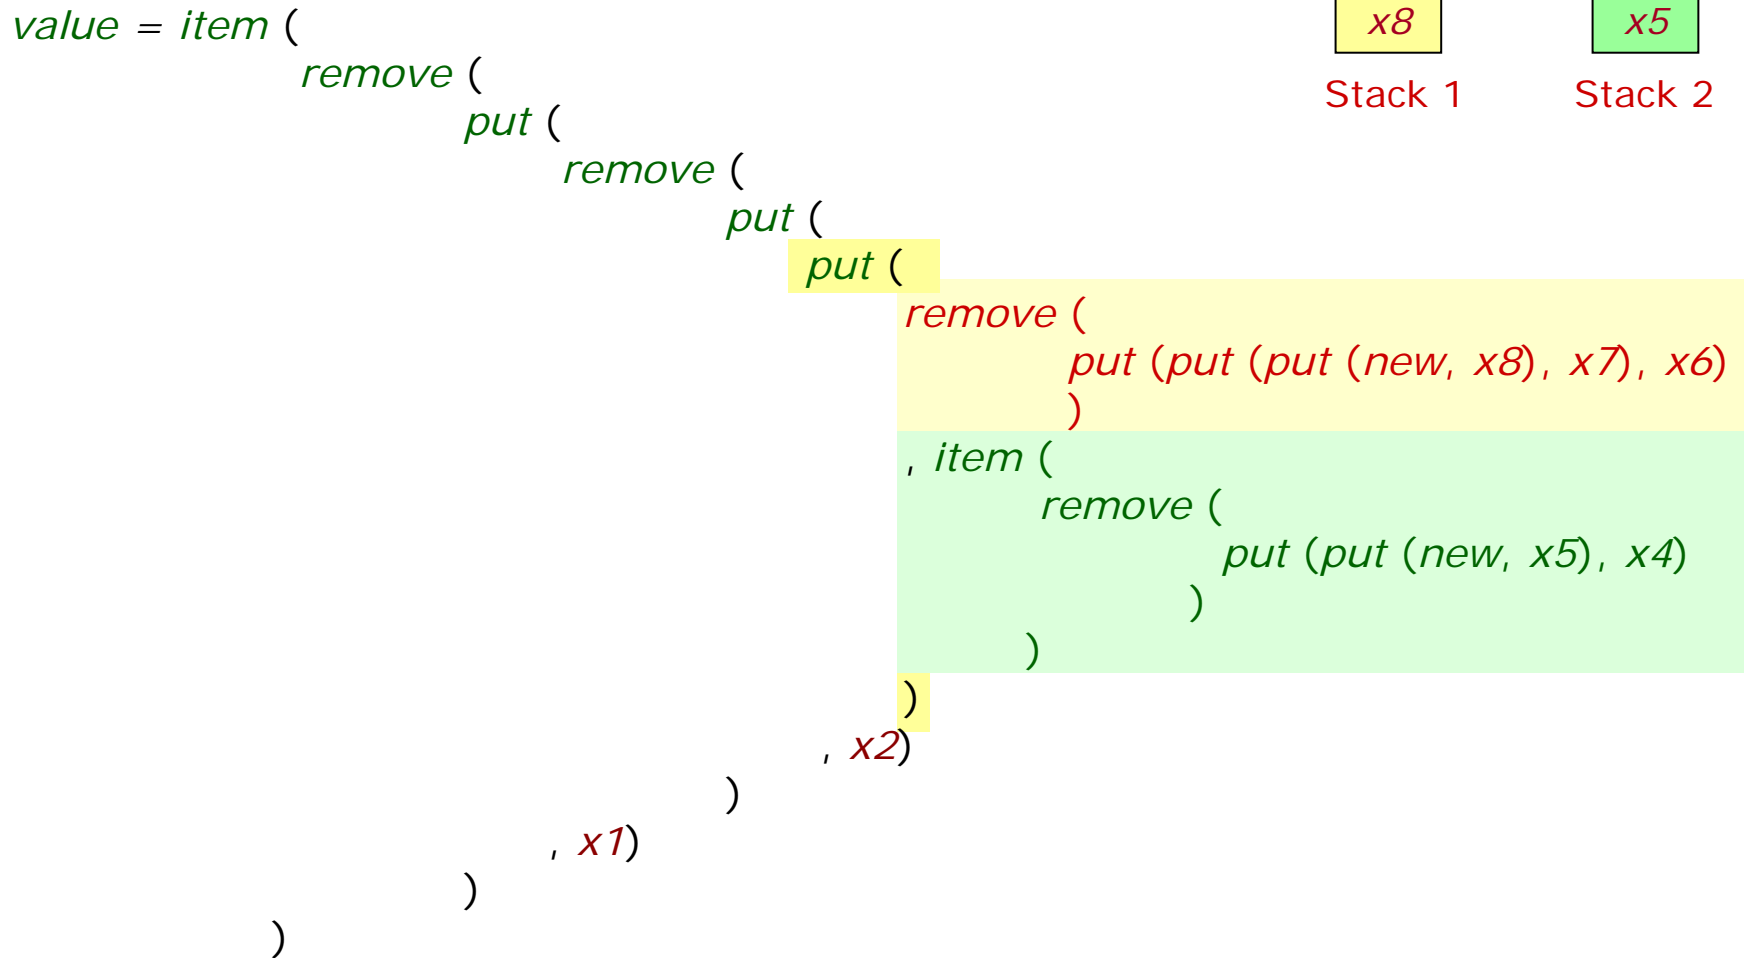 value = item (
x8 x5
remove (
Stack 1 Stack 2
put (
remove (
put (
put (
remove (
put (put (put (new, x8), x7), x6)
)
, item (
remove (
put (put (new, x5), x4)
)
)
)
, x2)
)
, x1)
)
)